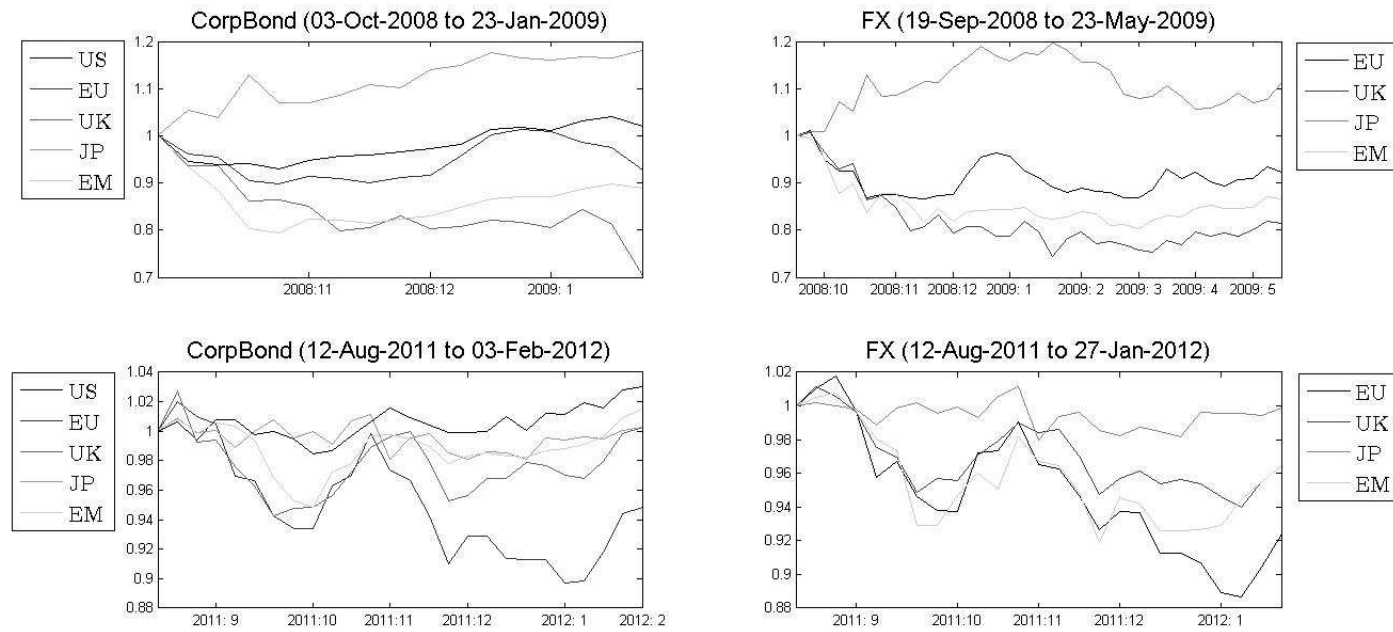 CorpBond (03-Oct-2008 to 23-Jan-2009)
US
EU
UK
JP
EM
1.2
1.1
1
0.9
0.8
0.7
2008:11
2008:12
2009: 1
FX (19-Sep-2008 to 23-May-2009)
1.2
1.1
1
0.9
0.8
0.7
2008:10
2008:11
2008:12
2009: 1
2009: 2
2009: 3
2009: 4
2009: 5
EU
UK
JP
EM
CorpBond (12-Aug-2011 to 03-Feb-2012)
US
EU
UK
JP
EM
1.04
1.02
1
0.98
0.96
0.94
0.92
0.9
0.88
2011: 9
2011:10
2011:11
2011:12
2012: 1
2012: 2
FX (12-Aug-2011 to 27-Jan-2012)
1.02
1
0.98
0.96
0.94
0.92
0.9
0.88
2011: 9
2011:10
2011:11
2011:12
2012: 1
EU
UK
JP
EM